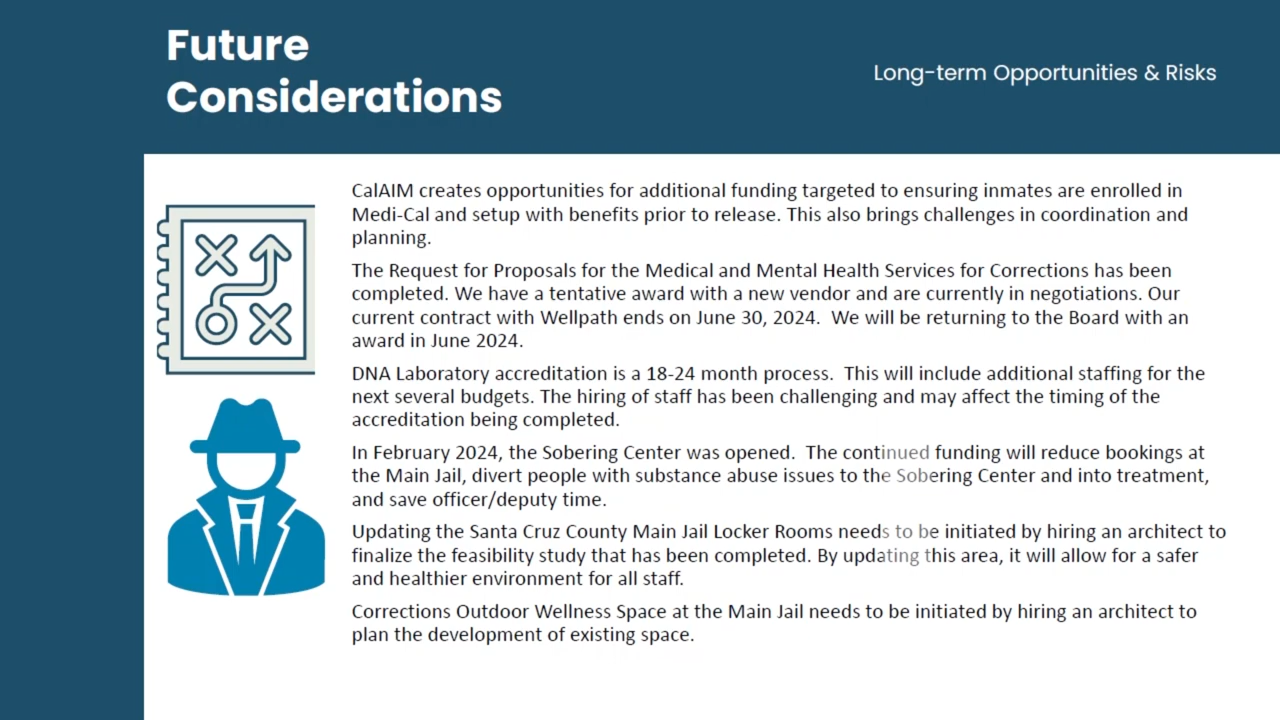 Future
Considerations
Long-term Opportunities & Risks
CalAIM creates opportunities for additional funding targeted to ensuring inmates are enrolled in
Medi-Cal and setup with benefits prior to release. This also brings challenges in coordination and
planning.
The Request for Proposals for the Medical and Mental Health Services for Corrections has been
completed. We have a tentative award with a new vendor and are currently in negotiations. Our
current contract with Wellpath ends on June 30, 2024.  We will be returning to the Board with an
award in June 2024.
DNA Laboratory accreditation is a 18-24 month process.  This will include additional staffing for the
next several budgets. The hiring of staff has been challenging and may affect the timing of the
accreditation being completed.
In February 2024, the Sobering Center was opened.  The continued funding will reduce bookings at
the Main Jail, divert people with substance abuse issues to the Sobering Center and into treatment,
and save officer/deputy time.
Updating the Santa Cruz County Main Jail Locker Rooms needs to be initiated by hiring an architect to
finalize the feasibility study that has been completed. By updating this area, it will allow for a safer
and healthier environment for all staff.
Corrections Outdoor Wellness Space at the Main Jail needs to be initiated by hiring an architect to
plan the development of existing space.